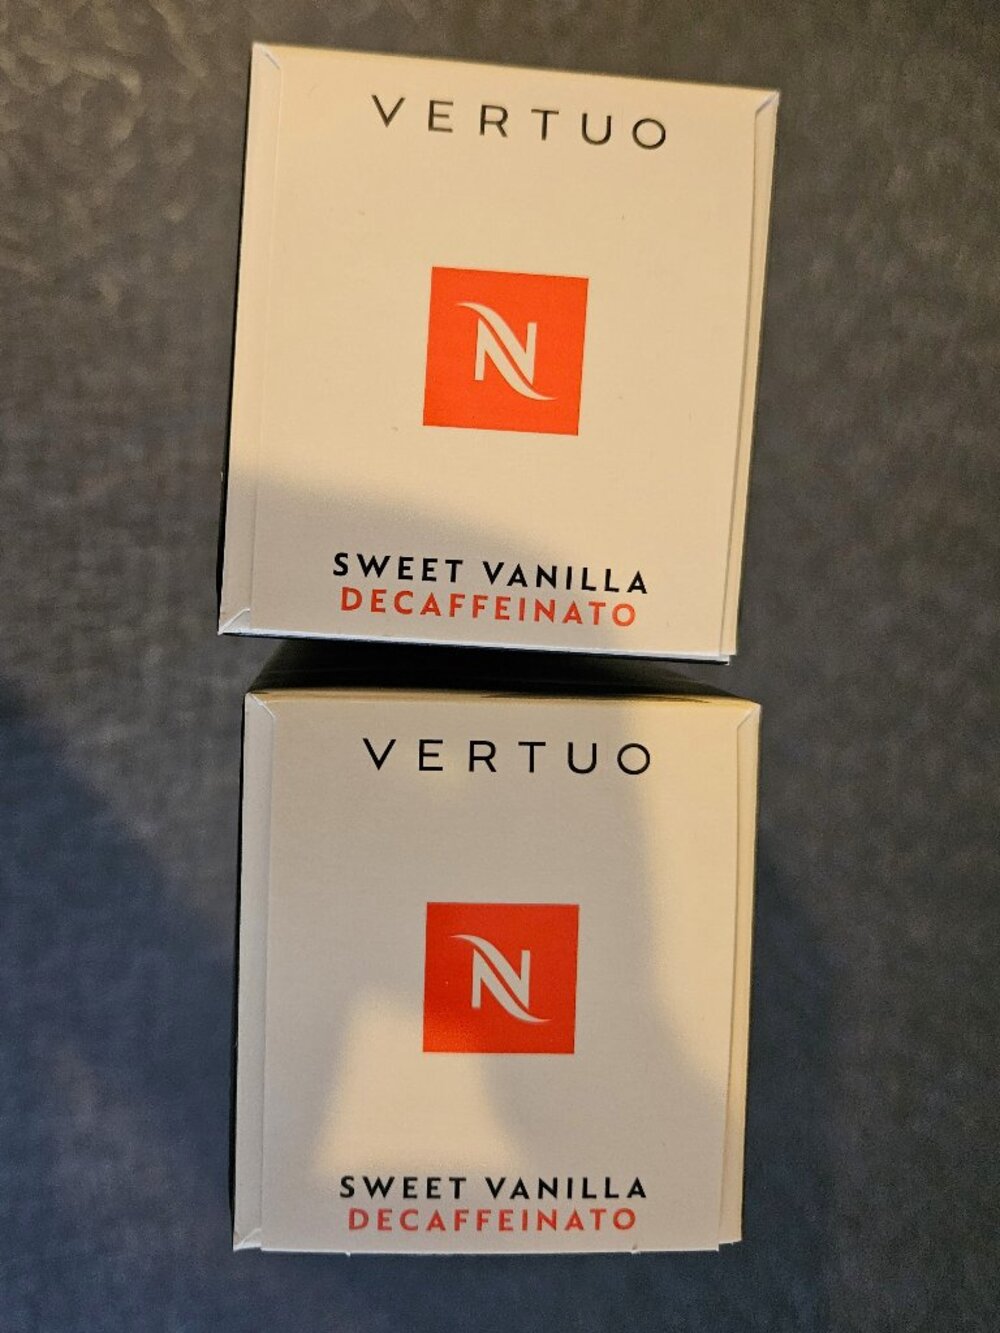 VERTUO
N
SWEET VANILLA
DECAFFEINATO
VERTUO
N
SWEET VANILLA
DECAFFEINATO